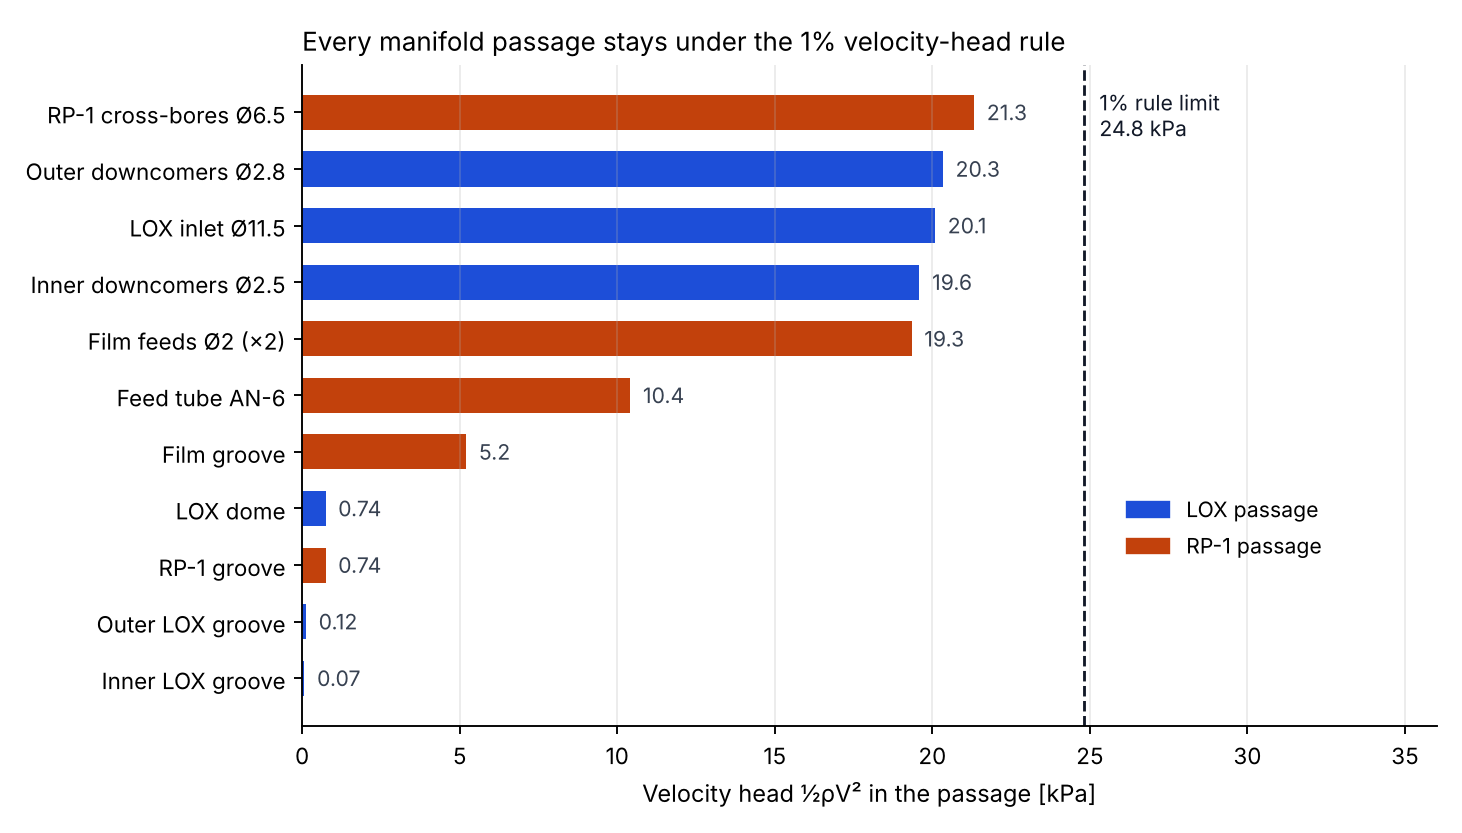 Every manifold passage stays under the 1% velocity-head rule
RP-1 cross-bores Ø6.5
21.3
1% rule limit
24.8 kPa
Outer downcomers Ø2.8
20.3
LOX inlet Ø11.5
20.1
Inner downcomers Ø2.5
19.6
Film feeds Ø2 (×2)
19.3
Feed tube AN-6
10.4
Film groove
5.2
LOX dome
0.74
LOX passage
RP-1 groove
0.74
RP-1 passage
Outer LOX groove
0.12
Inner LOX groove
0.07
0 5 10 15 20 25 30 35
Velocity head ½ρV² in the passage [kPa]